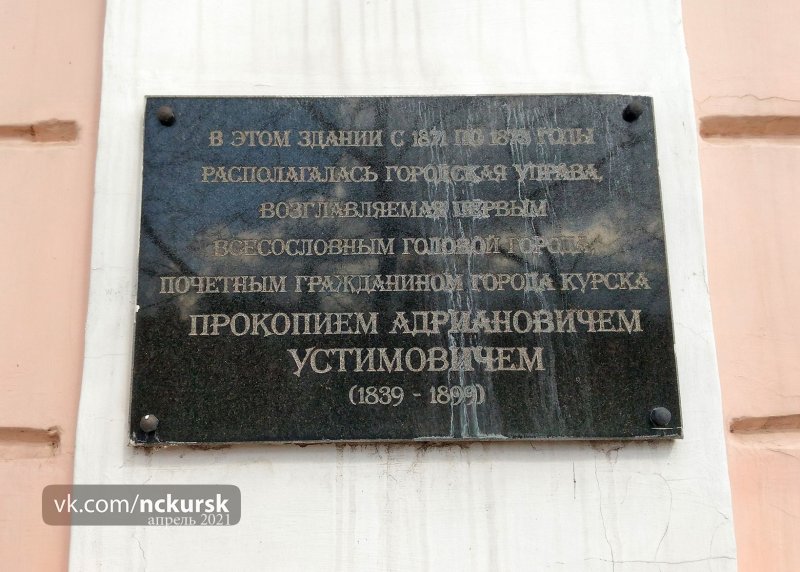 В ЭТОМ ЗДАНИИ С 1871 ПО 1875 ГОДЫ
РАСПОЛАГАЛАСЬ ГОРОДСКАЯ УПРАВА,
ВОЗГЛАВЛЯЕМАЯ ПЕРВЫМ
ВСЕСОСЛОВНЫМ ГОЛОВОЙ ГОРОДА,
ПОЧЕТНЫМ ГРАЖДАНИНОМ ГОРОДА КУРСКА
ПРОКОПИЕМ АДРИАНОВИЧЕМ
УСТИМОВИЧЕМ
(1839 - 1899)
vk.com/nckursk
апрель 2021